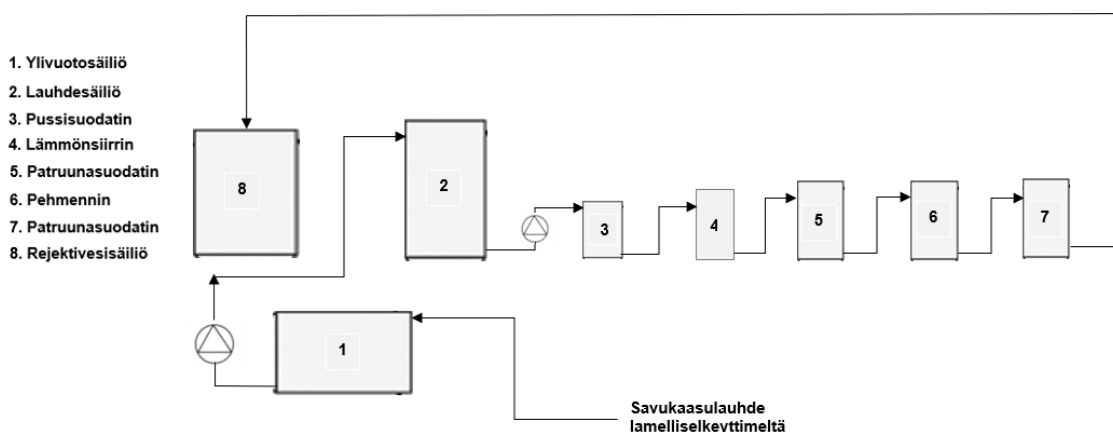 1. Ylivuotosäiliö
2. Lauhdesäiliö
3. Pussisuodatin
4. Lämmönsiirrin
5. Patruunasuodatin
6. Pehmennin
7. Patruunasuodatin
8. Rejektivesisäiliö
8
2
3
4
5
6
7
1
Savukaasulauhde
lamelliselkeyttimeltä